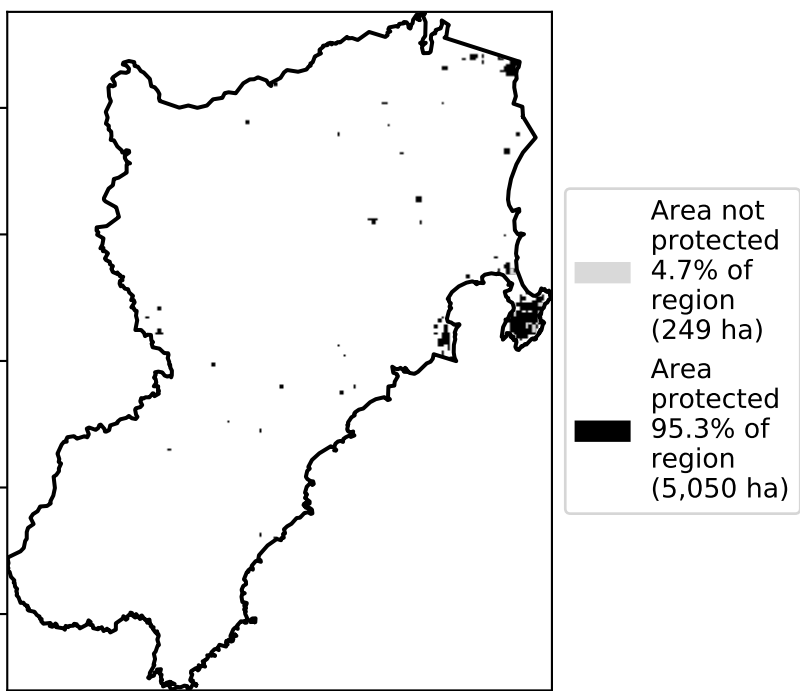 Area not
protected
4.7% of
region
(249 ha)
Area
protected
95.3% of
region
(5,050 ha)